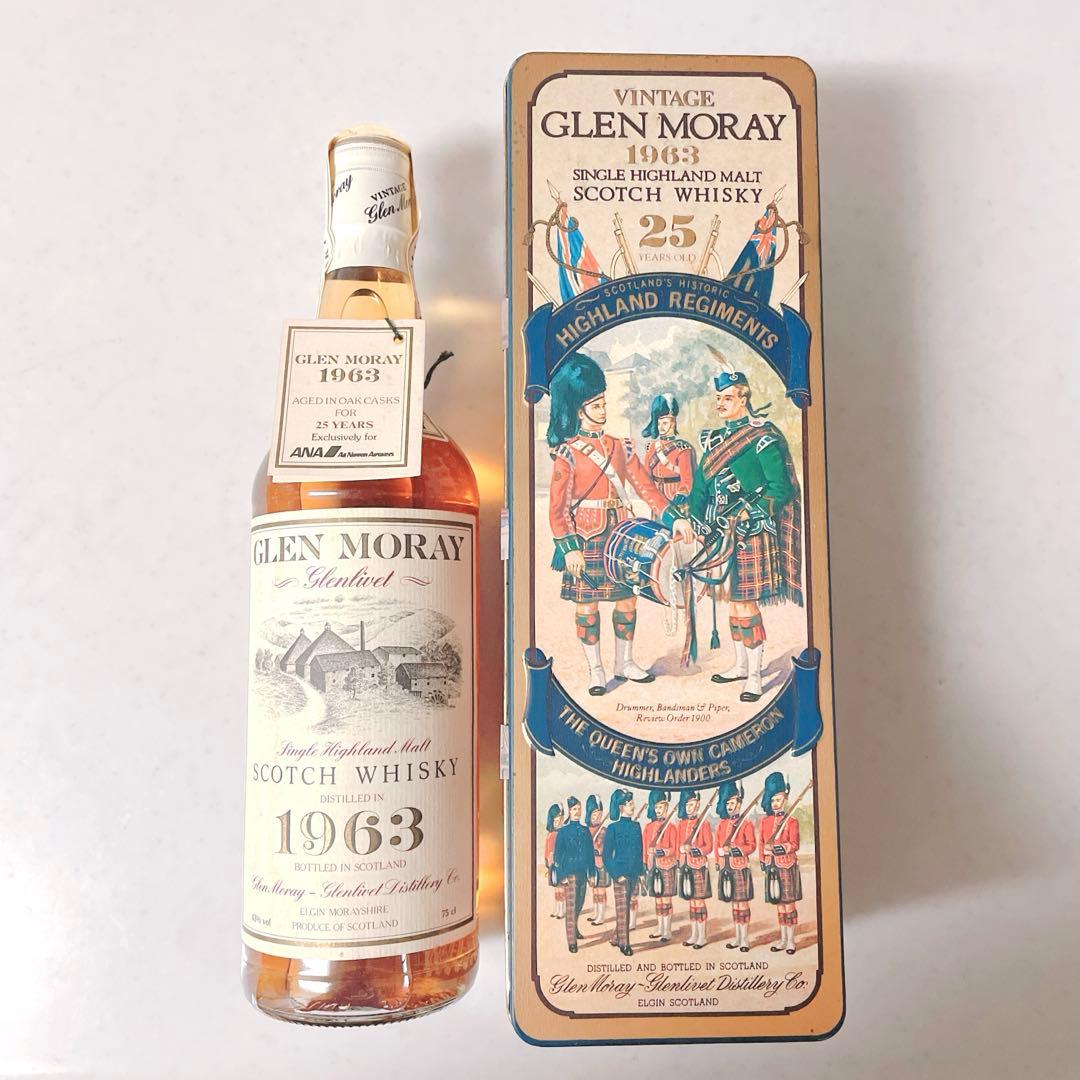 ray
VINTAGE
Glen
GLEN MORAY
1963
AGED IN OAK CASKS
FOR
25 YEARS
Exclusively for
ANA All Nippon Airways
GLEN MORAY
Glenlivet
Single Highland Malt
SCOTCH WHISKY
DISTILLED IN
1963
BOTTLED IN SCOTLAND
Glen Moray - Glenlivet Distillery Co.
ELGIN MORAYSHIRE
43% vol
PRODUCE OF SCOTLAND
75 cl
VINTAGE
GLEN MORAY
1963
SINGLE HIGHLAND MALT
SCOTCH WHISKY
25
YEARS OLD
SCOTLAND'S HISTORIC
HIGHLAND REGIMENTS
Drummer, Bandsman & Piper,
Review Order 1900
THE QUEEN'S OWN CAMERON
HIGHLANDERS
DISTILLED AND BOTTLED IN SCOTLAND
Glen Moray - Glenlivet Distillery Co.
ELGIN SCOTLAND